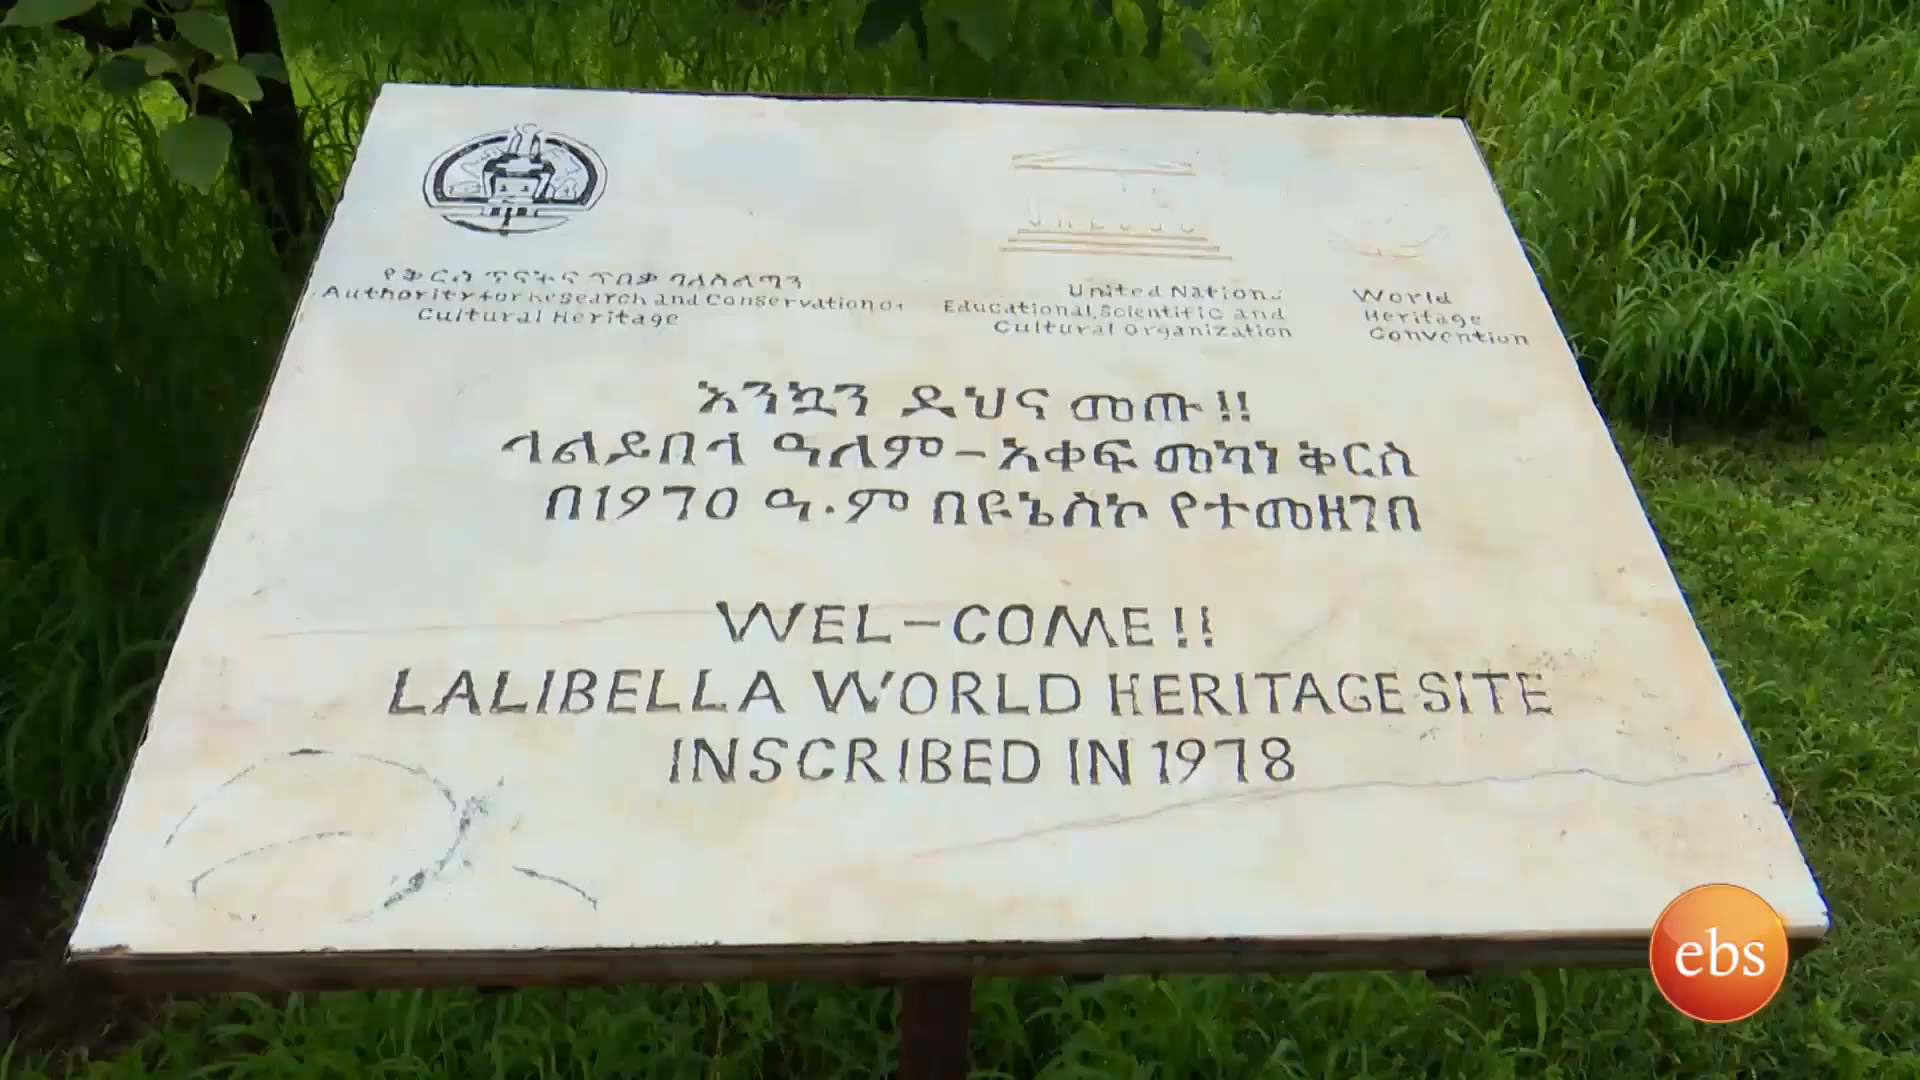 የቅርስ ጥናትና ጥበቃ ባለስልጣን
Authority for Research and Conservation of
Cultural Heritage
UNESCO
United Nations
Educational, Scientific and
Cultural Organization
World
Heritage
Convention
እንኳን ደህና መጡ!!
ላልይበላ ዓለም-አቀፍ መካነ ቅርስ
በ1970 ዓ.ም በዩኔስኮ የተመዘገበ
WEL-COME!!
LALIBELLA WORLD HERITAGE SITE
INSCRIBED IN 1978
ebs